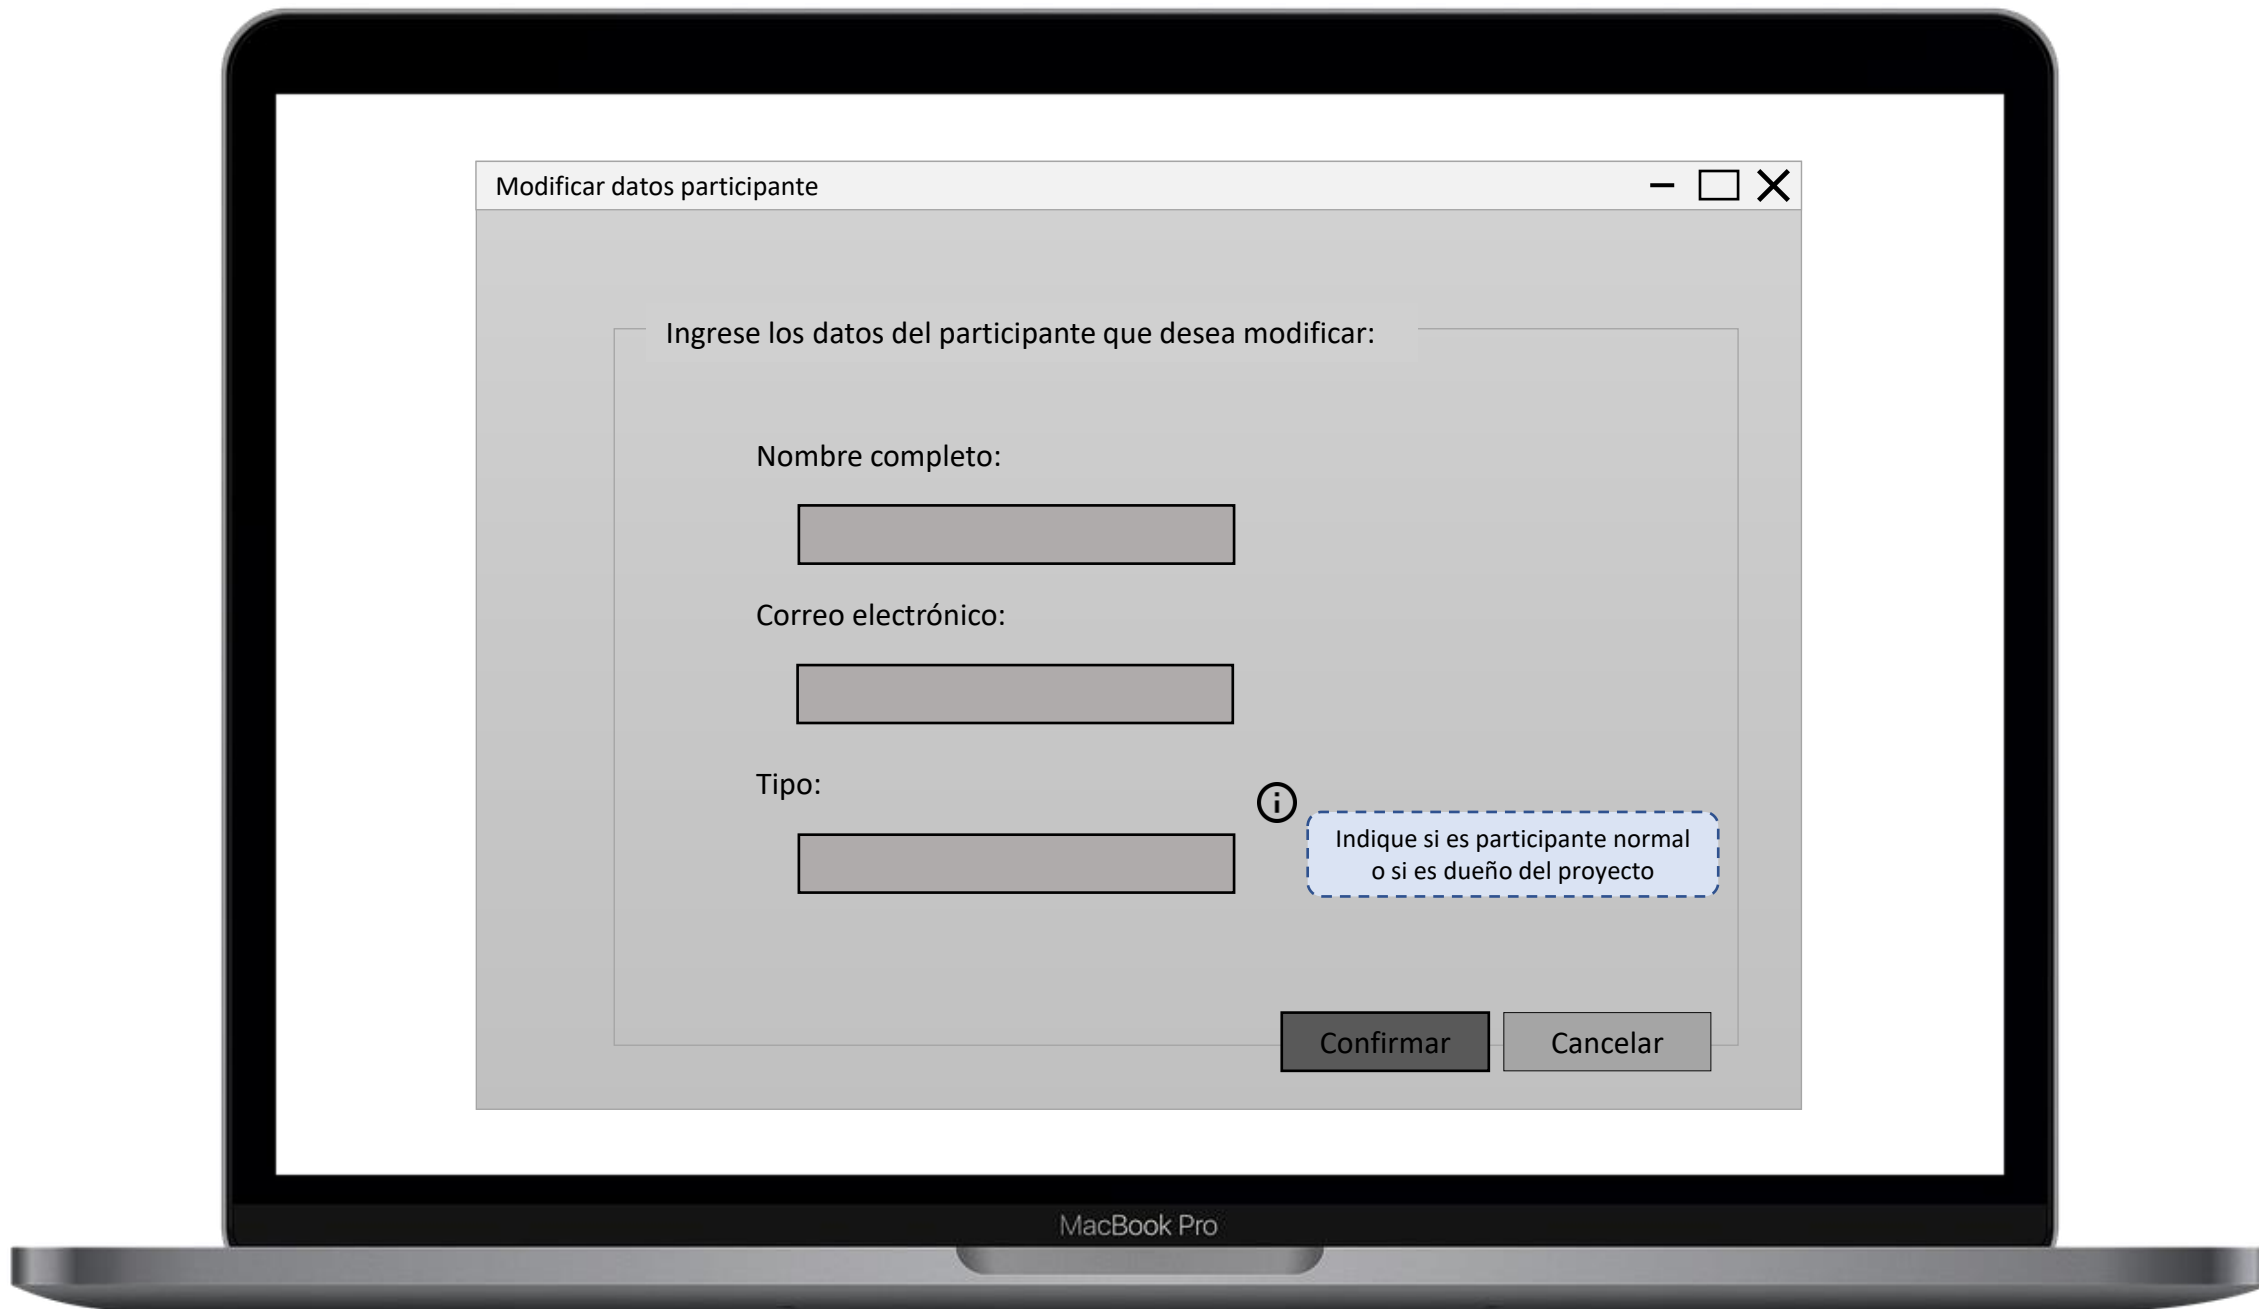 Modificar datos participante
Ingrese los datos del participante que desea modificar:
Nombre completo:
Correo electrónico:
Tipo:
Indique si es participante normal
o si es dueño del proyecto
Confirmar Cancelar
MacBook Pro